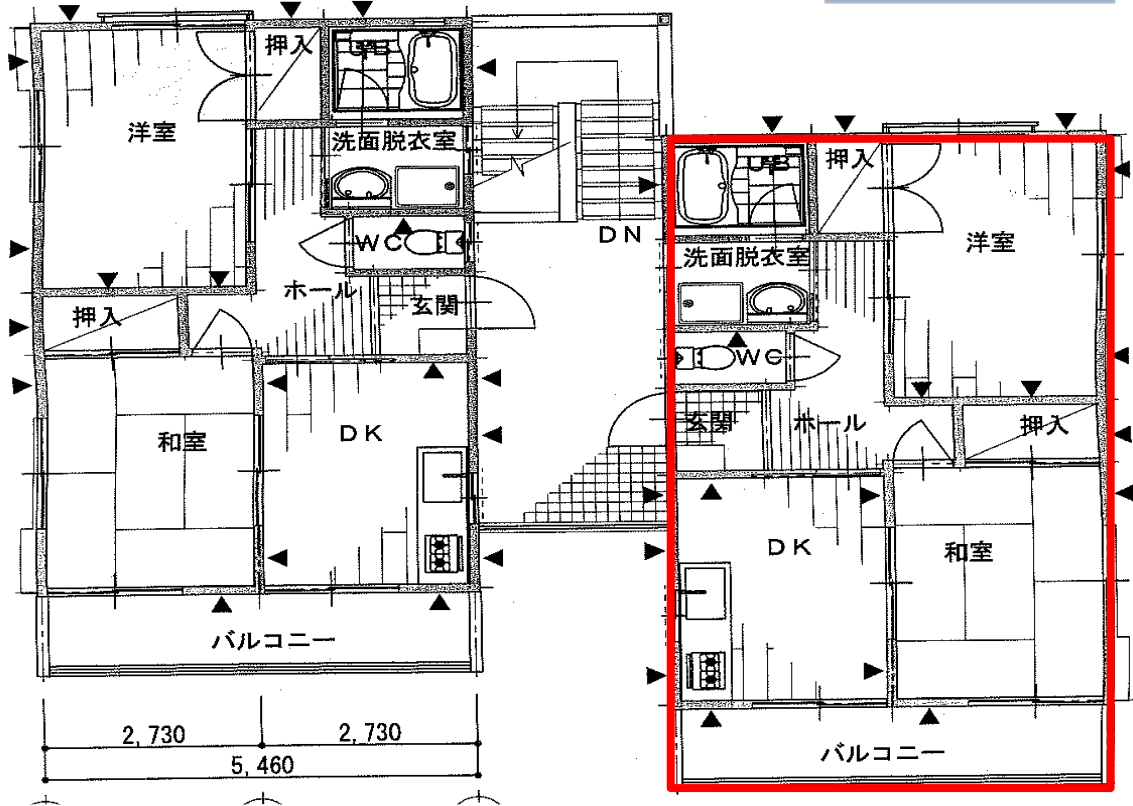 押入
UB
洋室
洗面脱衣室
WC
ホール
玄関
押入
和室
DK
バルコニー
2,730
2,730
5,460
DN
UB
押入
洋室
洗面脱衣室
WC
玄関
ホール
押入
DK
和室
バルコニー